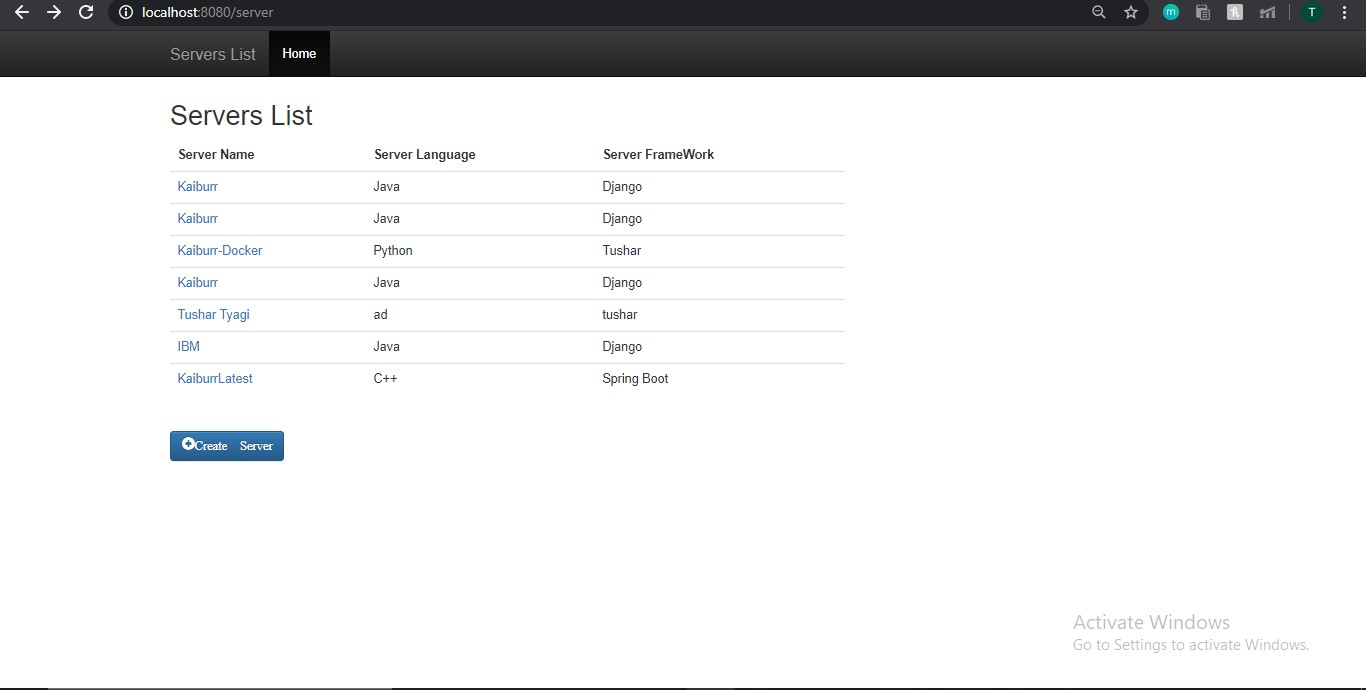 localhost:8080/server
m
T
Servers List Home
Servers List
Server Name Server Language Server FrameWork
Kaiburr Java Django
Kaiburr Java Django
Kaiburr-Docker Python Tushar
Kaiburr Java Django
Tushar Tyagi ad tushar
IBM Java Django
KaiburrLatest C++ Spring Boot
Create Server
Activate Windows
Go to Settings to activate Windows.